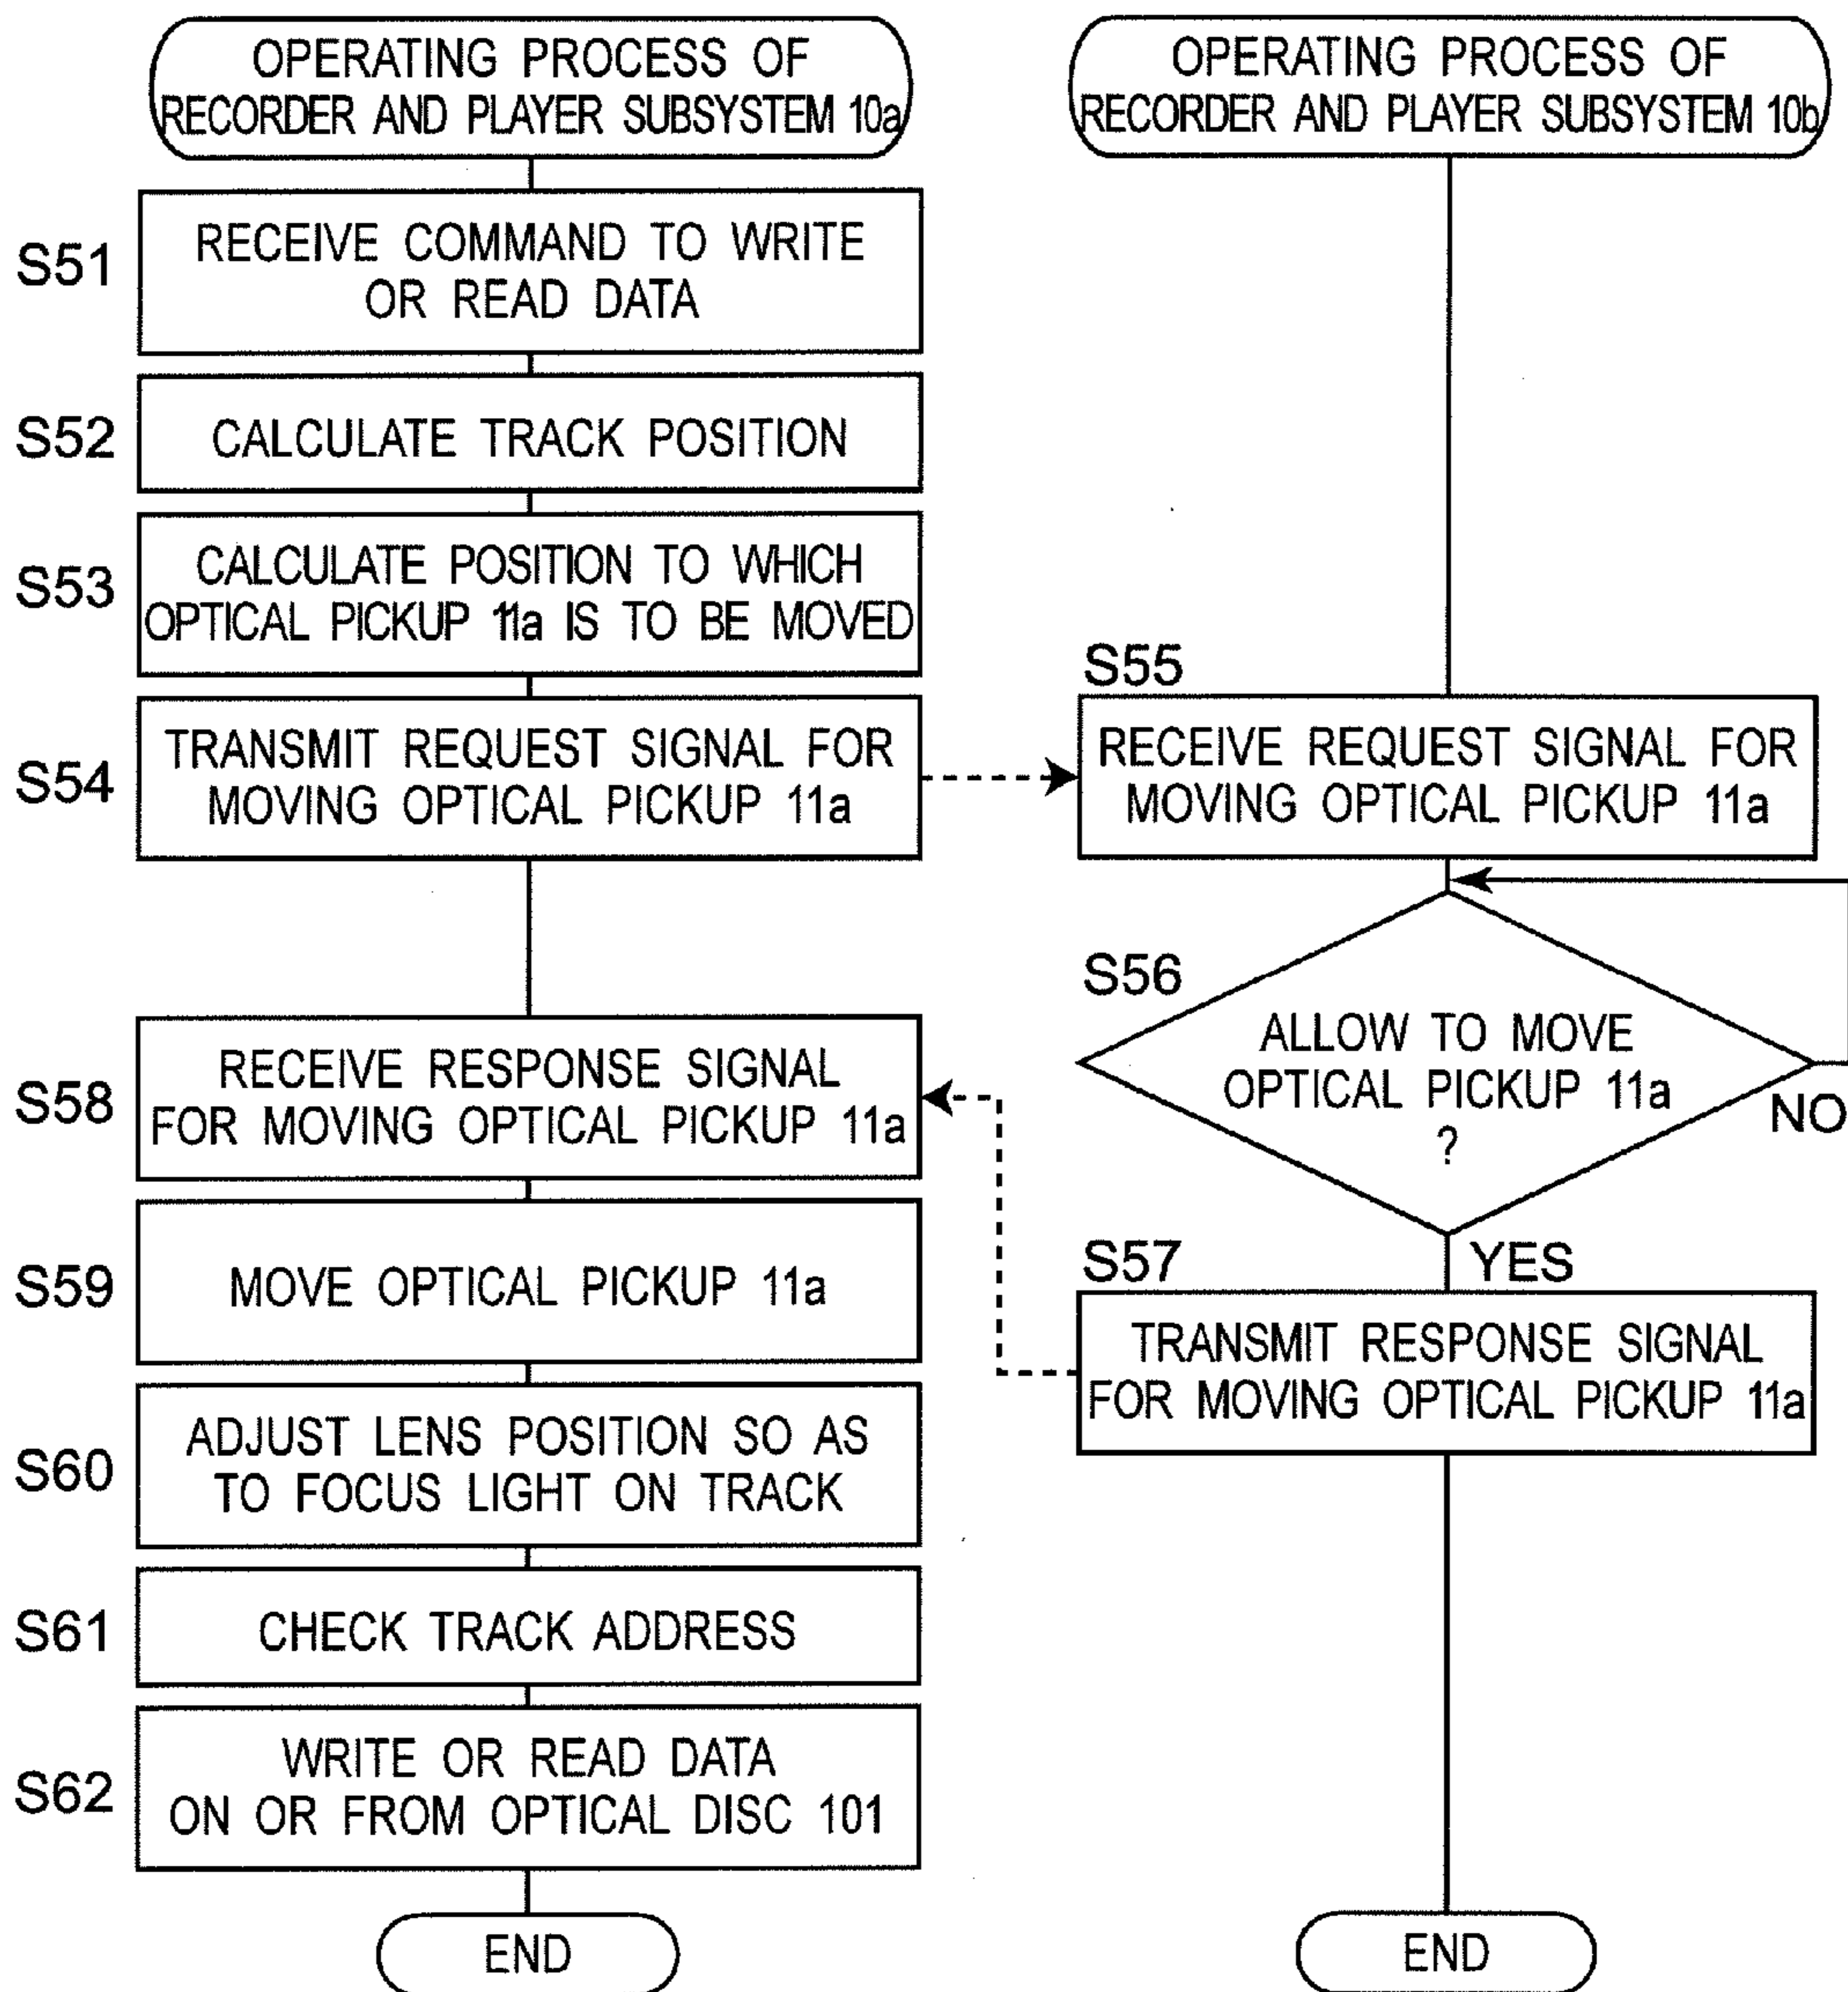 OPERATING PROCESS OF
RECORDER AND PLAYER SUBSYSTEM 10a
S51
RECEIVE COMMAND TO WRITE
OR READ DATA
S52
CALCULATE TRACK POSITION
S53
CALCULATE POSITION TO WHICH
OPTICAL PICKUP 11a IS TO BE MOVED
S54
TRANSMIT REQUEST SIGNAL FOR
MOVING OPTICAL PICKUP 11a
S58
RECEIVE RESPONSE SIGNAL
FOR MOVING OPTICAL PICKUP 11a
S59
MOVE OPTICAL PICKUP 11a
S60
ADJUST LENS POSITION SO AS
TO FOCUS LIGHT ON TRACK
S61
CHECK TRACK ADDRESS
S62
WRITE OR READ DATA
ON OR FROM OPTICAL DISC 101
END
OPERATING PROCESS OF
RECORDER AND PLAYER SUBSYSTEM 10b
S55
RECEIVE REQUEST SIGNAL FOR
MOVING OPTICAL PICKUP 11a
S56
ALLOW TO MOVE
OPTICAL PICKUP 11a
?
NO
YES
S57
TRANSMIT RESPONSE SIGNAL
FOR MOVING OPTICAL PICKUP 11a
END